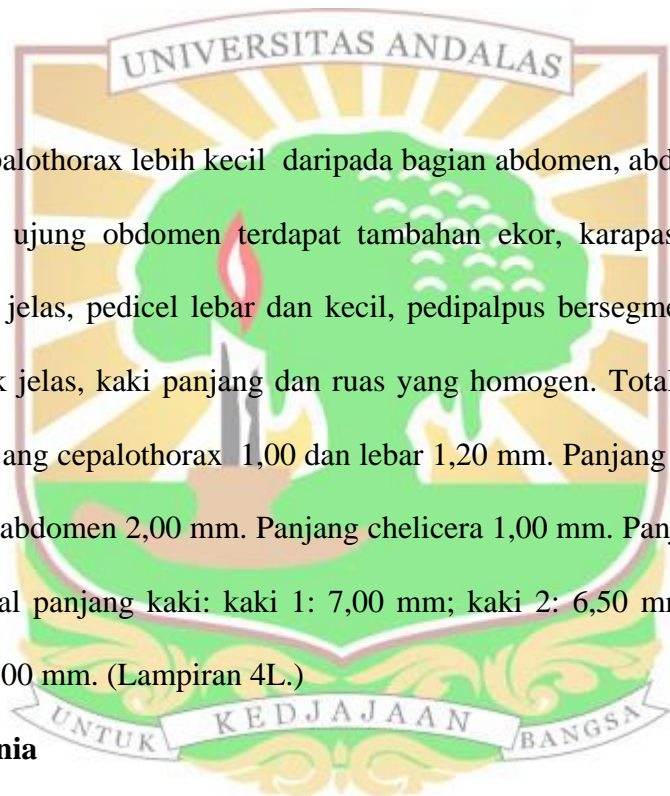 UNIVERSITAS ANDALAS
palothorax lebih kecil daripada bagian abdomen, abd
ujung obdomen terdapat tambahan ekor, karapas
jelas, pedicel lebar dan kecil, pedipalpus bersegme
k jelas, kaki panjang dan ruas yang homogen. Total
ang cepalothorax 1,00 dan lebar 1,20 mm. Panjang
abdomen 2,00 mm. Panjang chelicera 1,00 mm. Panj
al panjang kaki: kaki 1: 7,00 mm; kaki 2: 6,50 m
00 mm. (Lampiran 4L.)
UNTUK KEDJAJAAN BANGSA
nia